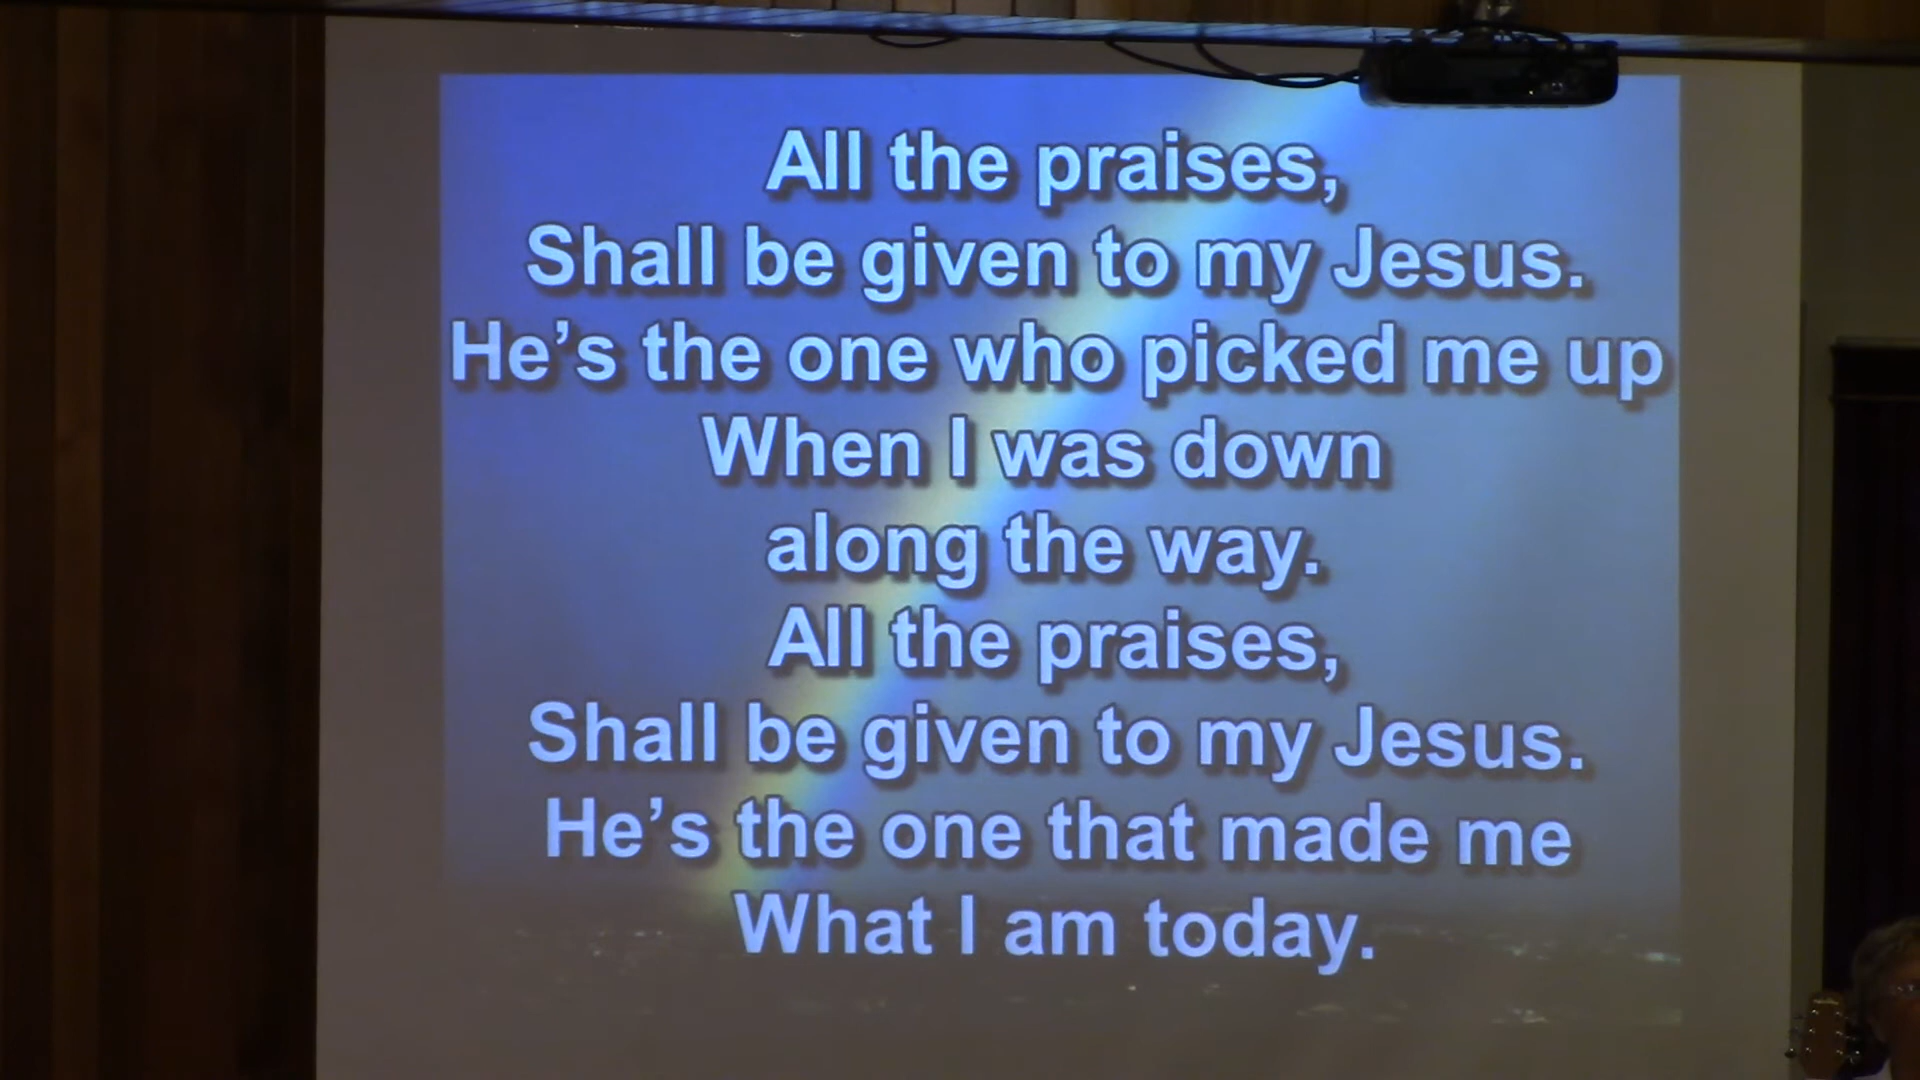 All the praises,
Shall be given to my Jesus.
He’s the one who picked me up
When I was down
along the way.
All the praises,
Shall be given to my Jesus.
He’s the one that made me
What I am today.